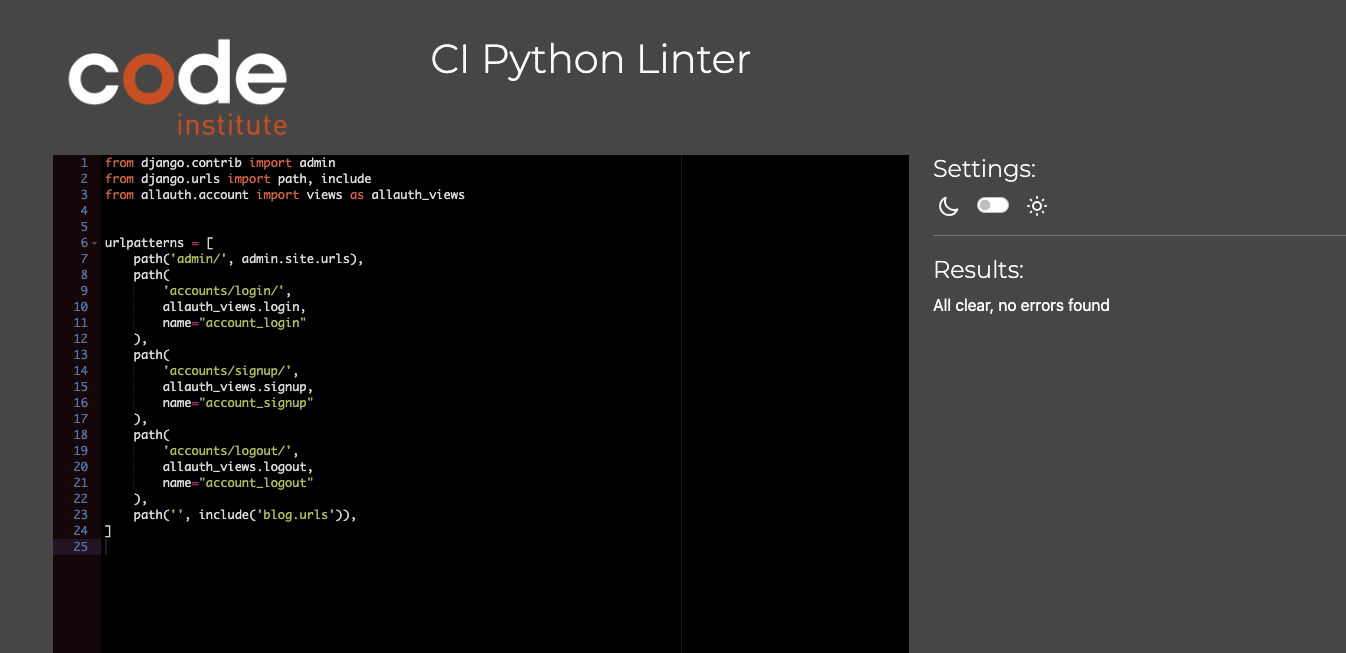 code
institute
CI Python Linter
1 from django.contrib import admin
2 from django.urls import path, include
3 from allauth.account import views as allauth_views
4
5
6 urlpatterns = [
7     path('admin/', admin.site.urls),
8     path(
9         'accounts/login/',
10         allauth_views.login,
11         name="account_login"
12     ),
13     path(
14         'accounts/signup/',
15         allauth_views.signup,
16         name="account_signup"
17     ),
18     path(
19         'accounts/logout/',
20         allauth_views.logout,
21         name="account_logout"
22     ),
23     path('', include('blog.urls')),
24 ]
25
Settings:
Results:
All clear, no errors found